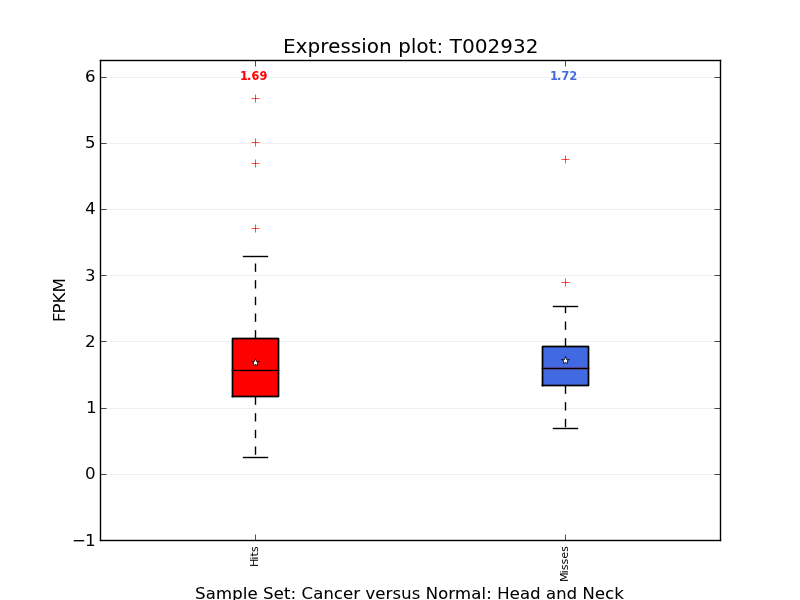 Expression plot: T002932
1.69
1.72
6
5
4
3
2
1
0
−1
FPKM
Hits
Misses
Sample Set: Cancer versus Normal: Head and Neck